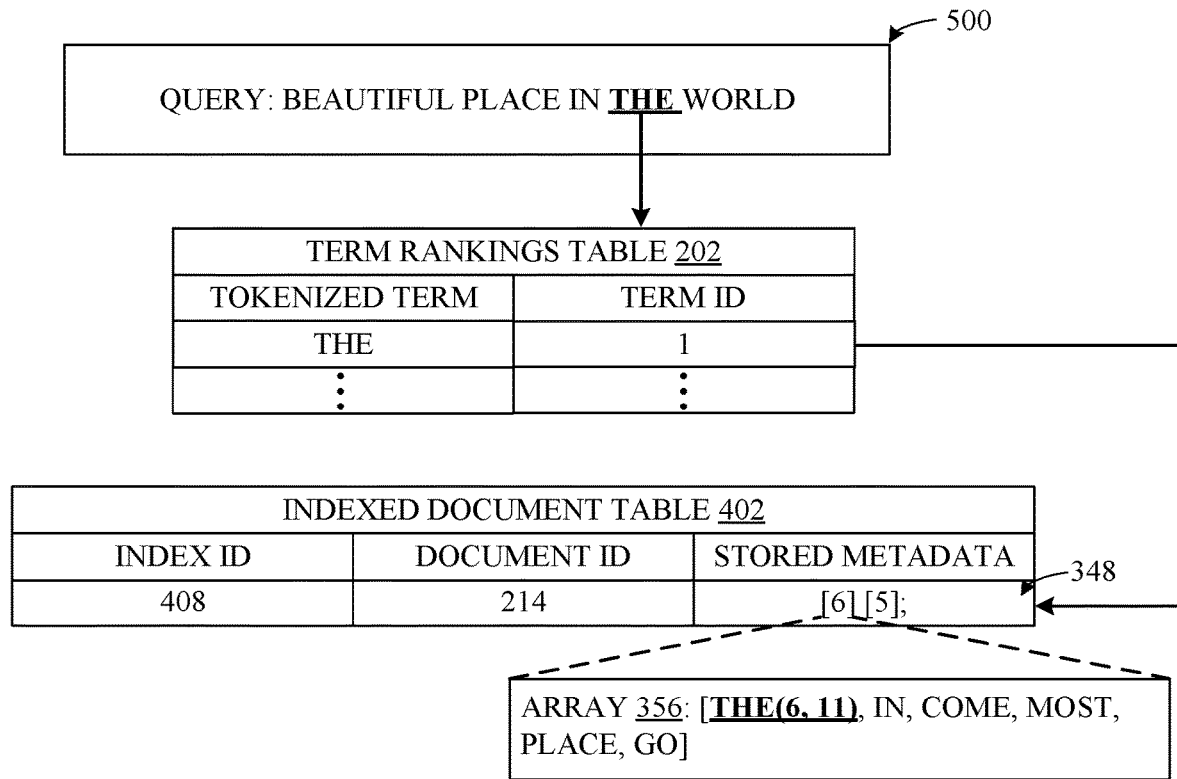 500
QUERY: BEAUTIFUL PLACE IN THE WORLD
TERM RANKINGS TABLE 202
TOKENIZED TERM TERM ID
THE 1
INDEXED DOCUMENT TABLE 402
INDEX ID DOCUMENT ID STORED METADATA
348
408 214 [6] [5];
ARRAY 356: [THE(6, 11), IN, COME, MOST,
PLACE, GO]